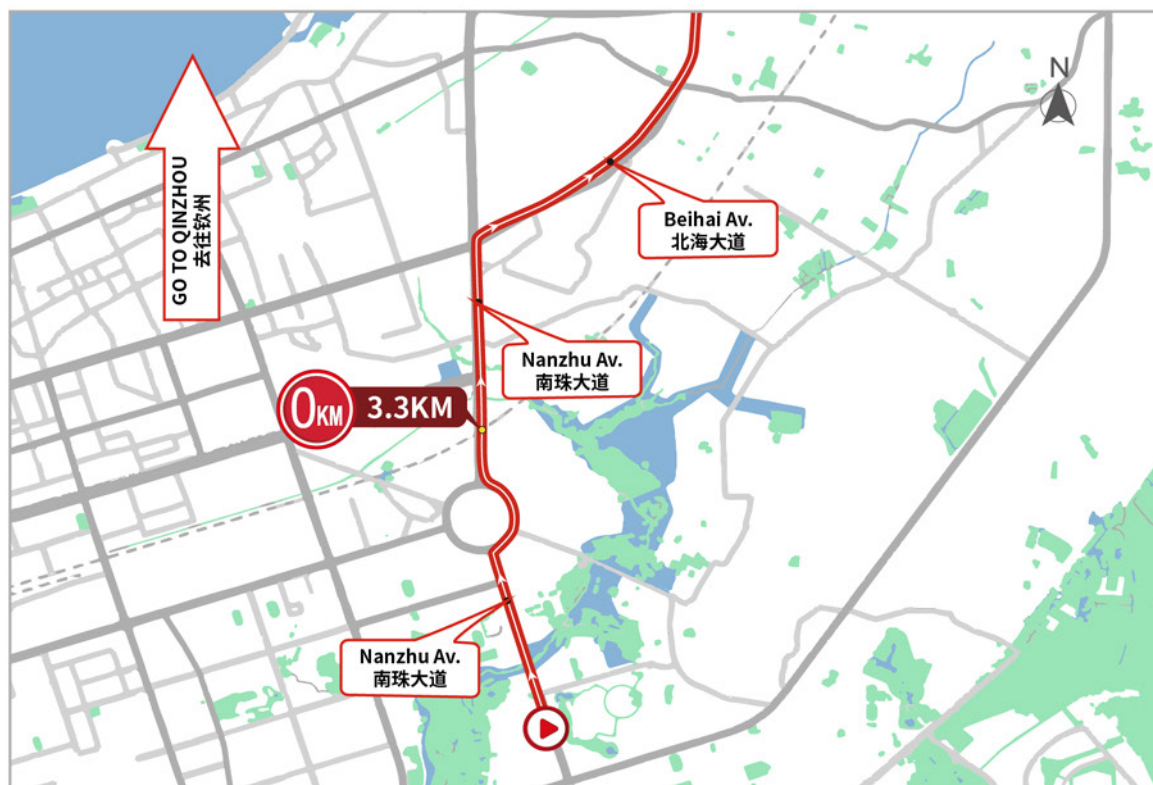 N
GO TO QINZHOU
去往钦州
Beihai Av.
北海大道
Nanzhu Av.
南珠大道
0KM
3.3KM
Nanzhu Av.
南珠大道